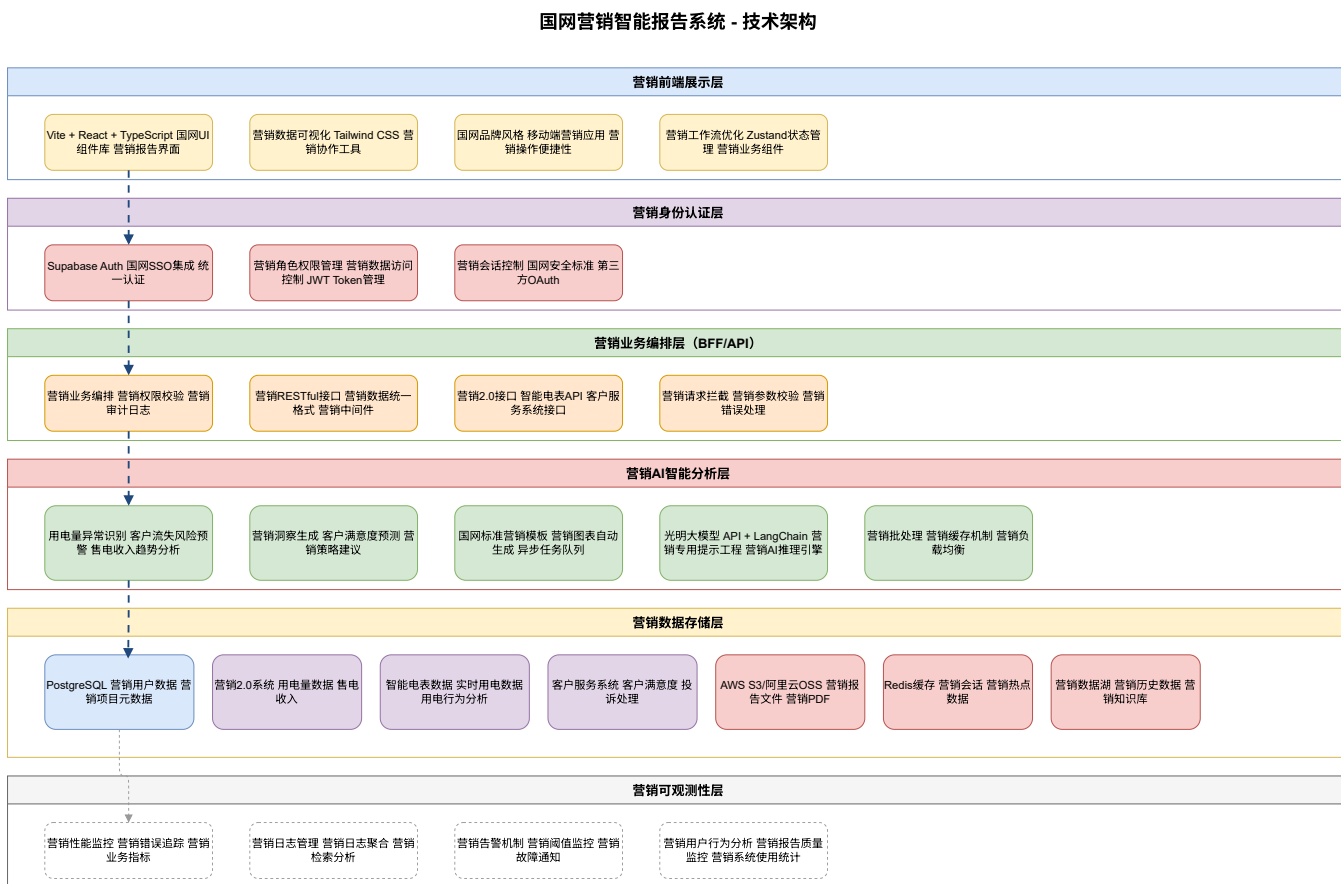 国网营销智能报告系统 - 技术架构
营销前端展示层
Vite + React + TypeScript 国网UI
组件库 营销报告界面
营销数据可视化 Tailwind CSS 营
销协作工具
国网品牌风格 移动端营销应用 营
销操作便捷性
营销工作流优化 Zustand状态管
理 营销业务组件
营销身份认证层
Supabase Auth 国网SSO集成 统
一认证
营销角色权限管理 营销数据访问
控制 JWT Token管理
营销会话控制 国网安全标准 第三
方OAuth
营销业务编排层（BFF/API）
营销业务编排 营销权限校验 营销
审计日志
营销RESTful接口 营销数据统一
格式 营销中间件
营销2.0接口 智能电表API 客户服
务系统接口
营销请求拦截 营销参数校验 营销
错误处理
营销AI智能分析层
用电量异常识别 客户流失风险预
警 售电收入趋势分析
营销洞察生成 客户满意度预测 营
销策略建议
国网标准营销模板 营销图表自动
生成 异步任务队列
光明大模型 API + LangChain 营
销专用提示工程 营销AI推理引擎
营销批处理 营销缓存机制 营销负
载均衡
营销数据存储层
PostgreSQL 营销用户数据 营
销项目元数据
营销2.0系统 用电量数据 售电
收入
智能电表数据 实时用电数据
用电行为分析
客户服务系统 客户满意度 投
诉处理
AWS S3/阿里云OSS 营销报
告文件 营销PDF
Redis缓存 营销会话 营销热点
数据
营销数据湖 营销历史数据 营
销知识库
营销可观测性层
营销性能监控 营销错误追踪 营销
业务指标
营销日志管理 营销日志聚合 营销
检索分析
营销告警机制 营销阈值监控 营销
故障通知
营销用户行为分析 营销报告质量
监控 营销系统使用统计